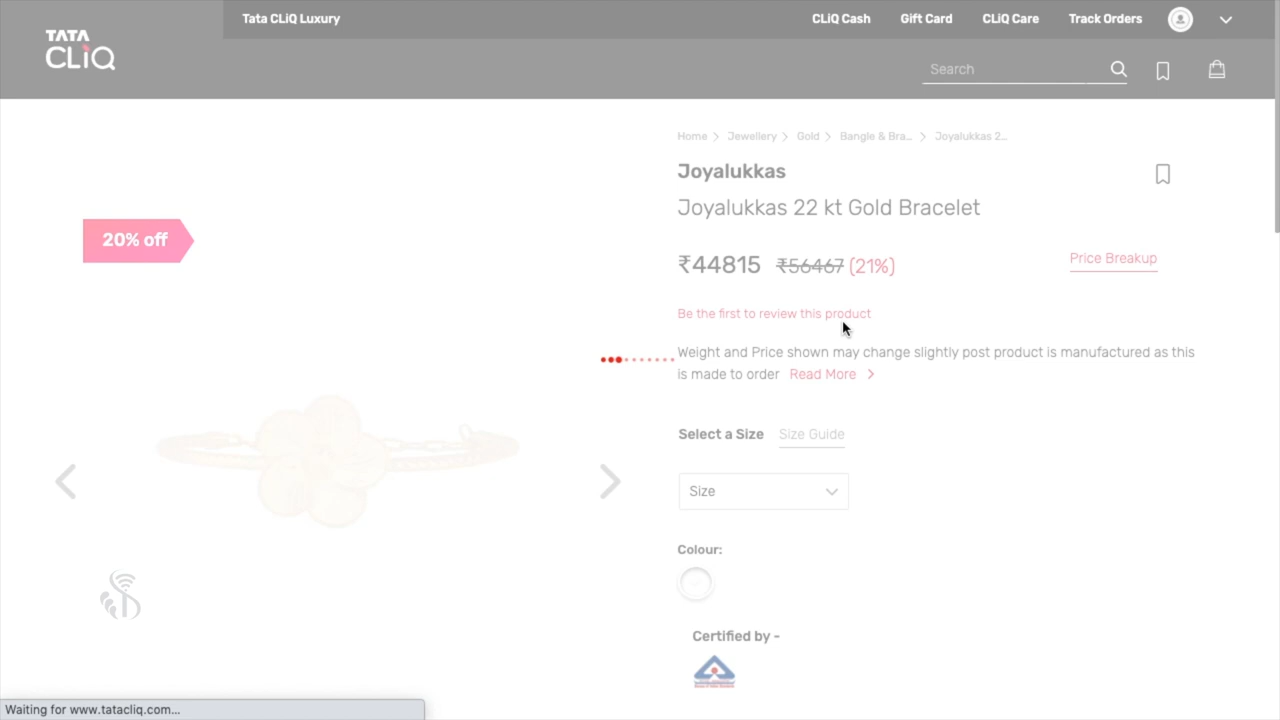 Tata CLiQ Luxury
CLiQ Cash
Gift Card
CLiQ Care
Track Orders
TATA
CLiQ
Search
Home > Jewellery > Gold > Bangle & Bra... > Joyalukkas 2...
Joyalukkas
Joyalukkas 22 kt Gold Bracelet
20% off
₹44815 ₹56467 (21%)
Price Breakup
Be the first to review this product
Weight and Price shown may change slightly post product is manufactured as this
is made to order Read More >
Select a Size Size Guide
Size
Colour:
Certified by -
Waiting for www.tatacliq.com...